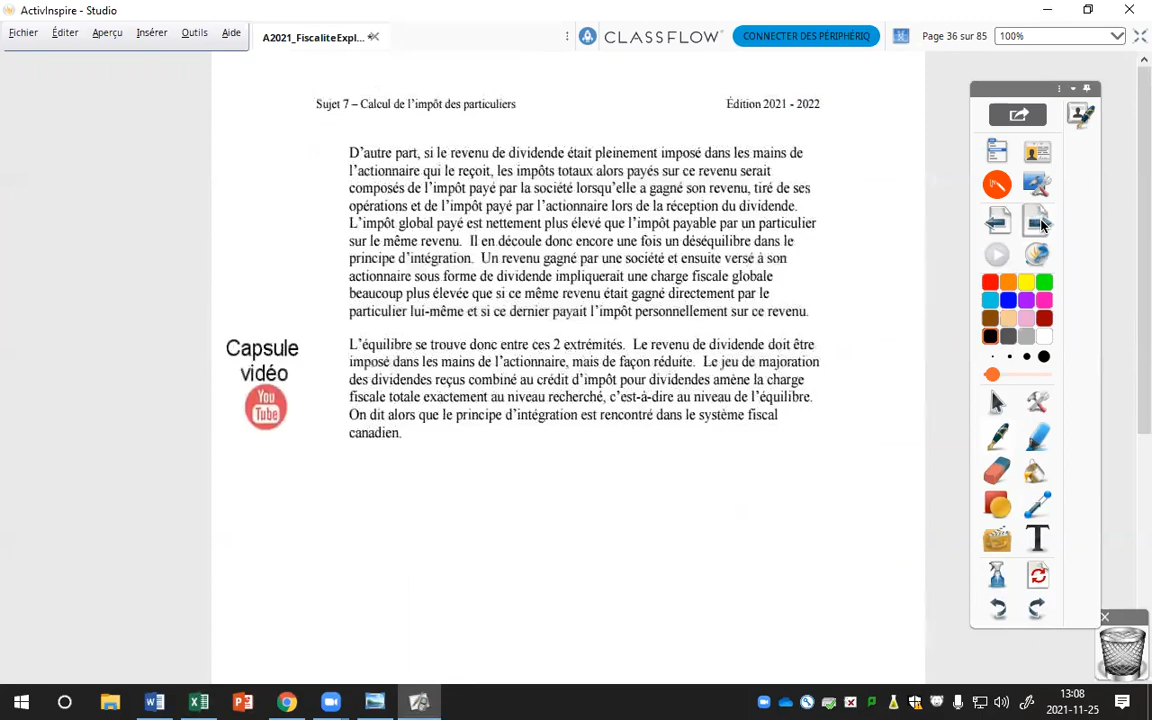 ActivInspire - Studio
Fichier Éditer Aperçu Insérer Outils Aide
A2021_FiscaliteExpl...
CLASSFLOW
CONNECTER DES PÉRIPHÉRIQ
Page 36 sur 85
100%
Sujet 7 – Calcul de l’impôt des particuliers
Édition 2021 - 2022
D’autre part, si le revenu de dividende était pleinement imposé dans les mains de
l’actionnaire qui le reçoit, les impôts totaux alors payés sur ce revenu serait
composés de l’impôt payé par la société lorsqu’elle a gagné son revenu, tiré de ses
opérations et de l’impôt payé par l’actionnaire lors de la réception du dividende.
L’impôt global payé est nettement plus élevé que l’impôt payable par un particulier
sur le même revenu. Il en découle donc encore une fois un déséquilibre dans le
principe d’intégration. Un revenu gagné par une société et ensuite versé à son
actionnaire sous forme de dividende impliquerait une charge fiscale globale
beaucoup plus élevée que si ce même revenu était gagné directement par le
particulier lui-même et si ce dernier payait l’impôt personnellement sur ce revenu.
Capsule
vidéo
You
Tube
L’équilibre se trouve donc entre ces 2 extrémités. Le revenu de dividende doit être
imposé dans les mains de l’actionnaire, mais de façon réduite. Le jeu de majoration
des dividendes reçus combiné au crédit d’impôt pour dividendes amène la charge
fiscale totale exactement au niveau recherché, c’est-à-dire au niveau de l’équilibre.
On dit alors que le principe d’intégration est rencontré dans le système fiscal
canadien.
T
13:08
2021-11-25